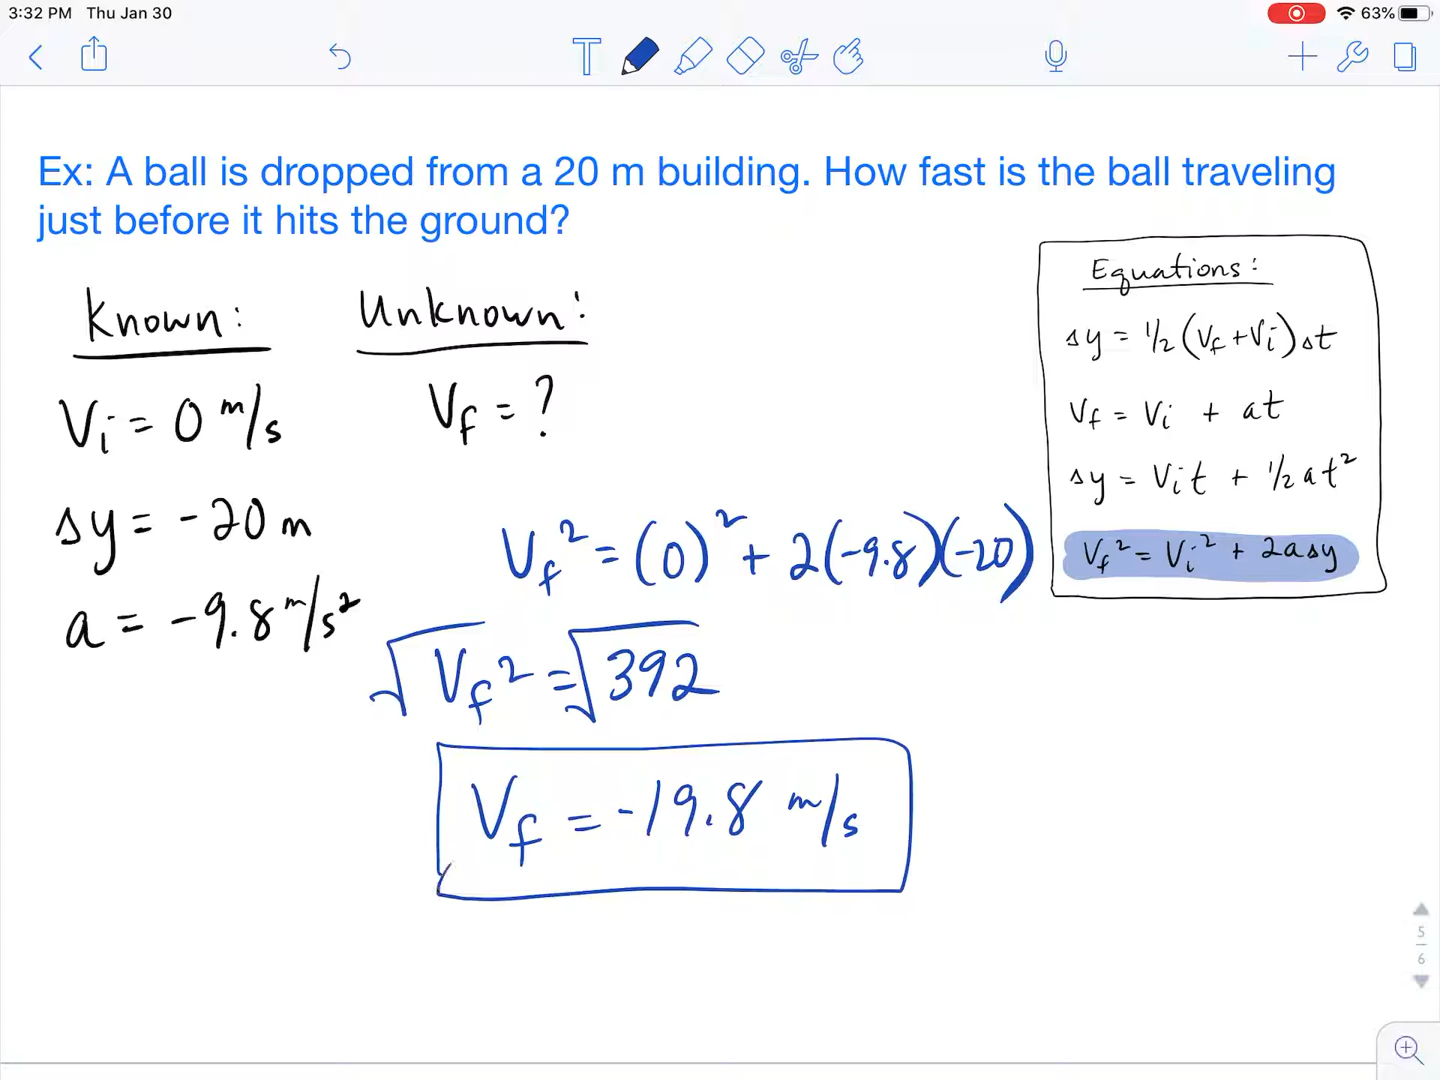 3:32 PM Thu Jan 30
63%
T
Ex: A ball is dropped from a 20 m building. How fast is the ball traveling
just before it hits the ground?
Known:
Vi = 0 m/s
Δy = -20 m
a = -9.8 m/s²
Unknown:
Vf = ?
Equations:
Δy = 1/2 (Vf + Vi) Δt
Vf = Vi + at
Δy = Vit + 1/2 at²
Vf² = Vi² + 2aΔy
Vf² = (0)² + 2(-9.8)(-20)
√Vf² = √392
Vf = -19.8 m/s
5
6